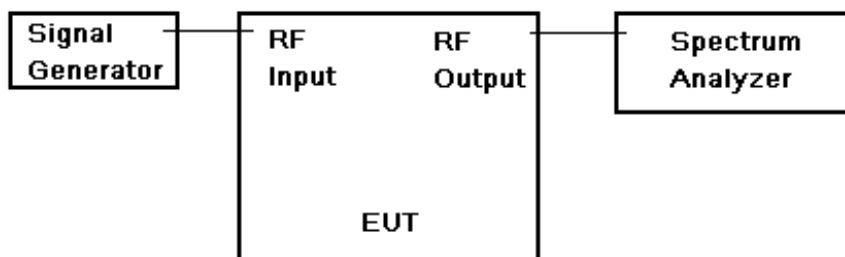 Signal
Generator
RF
Input
RF
Output
Spectrum
Analyzer
EUT